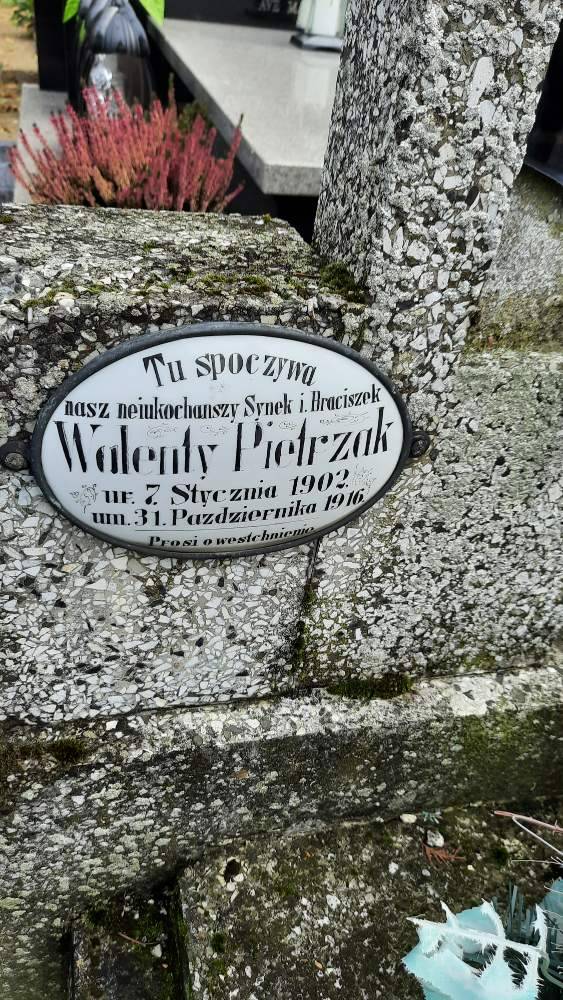 Tu spoczywa
nasz neiukochanszy Synek i. Braciszek
Walenty Pietrzak
ur. 7. Stycznia 1902.
um. 31. Pazdziernika 1916.
Prosi o westchnienie.